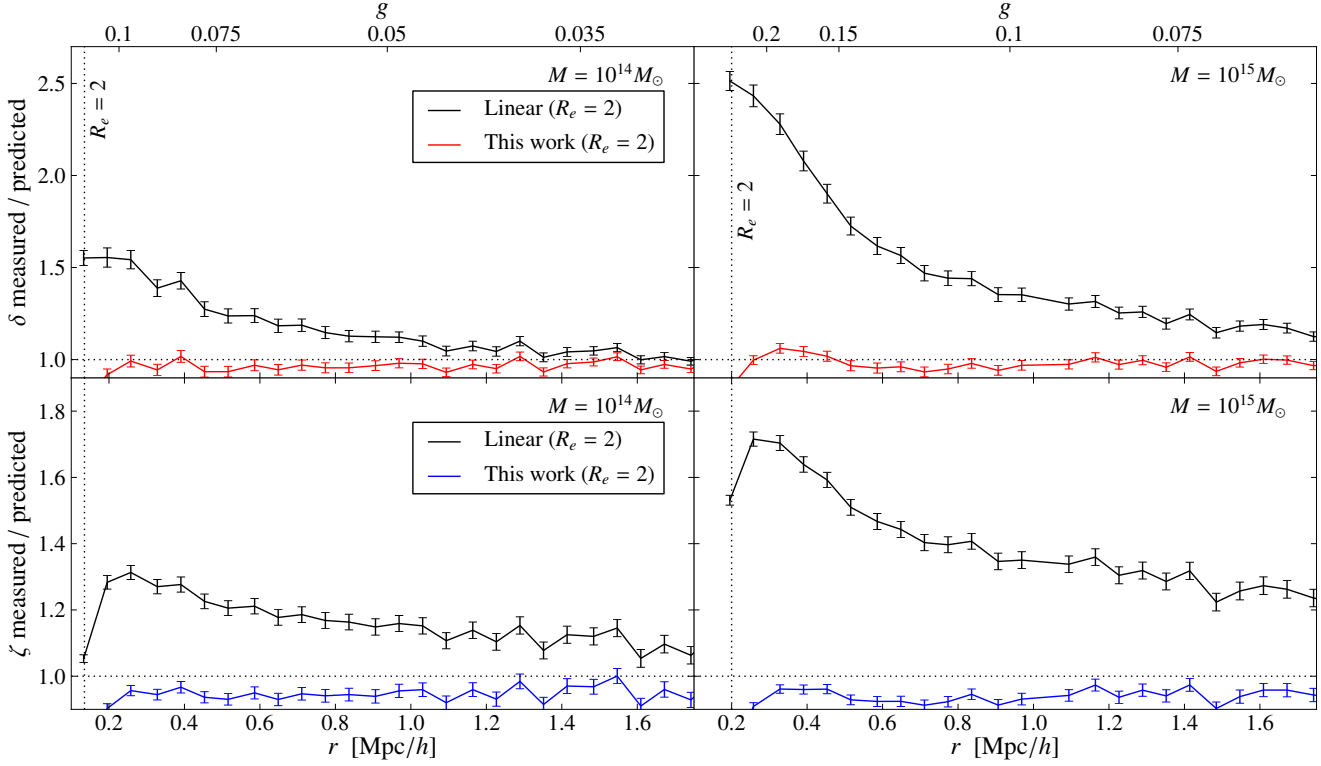 g g
0.1 0.075 0.05 0.035 0.2 0.15 0.1 0.075
M = 10^14 M_⊙ M = 10^15 M_⊙
R_e = 2
Linear (R_e = 2)
This work (R_e = 2)
R_e = 2
2.5
2.0
1.5
1.0
δ measured / predicted
M = 10^14 M_⊙ M = 10^15 M_⊙
Linear (R_e = 2)
This work (R_e = 2)
1.8
1.6
1.4
1.2
1.0
ζ measured / predicted
0.2 0.4 0.6 0.8 1.0 1.2 1.4 1.6 0.2 0.4 0.6 0.8 1.0 1.2 1.4 1.6
r [Mpc/h] r [Mpc/h]